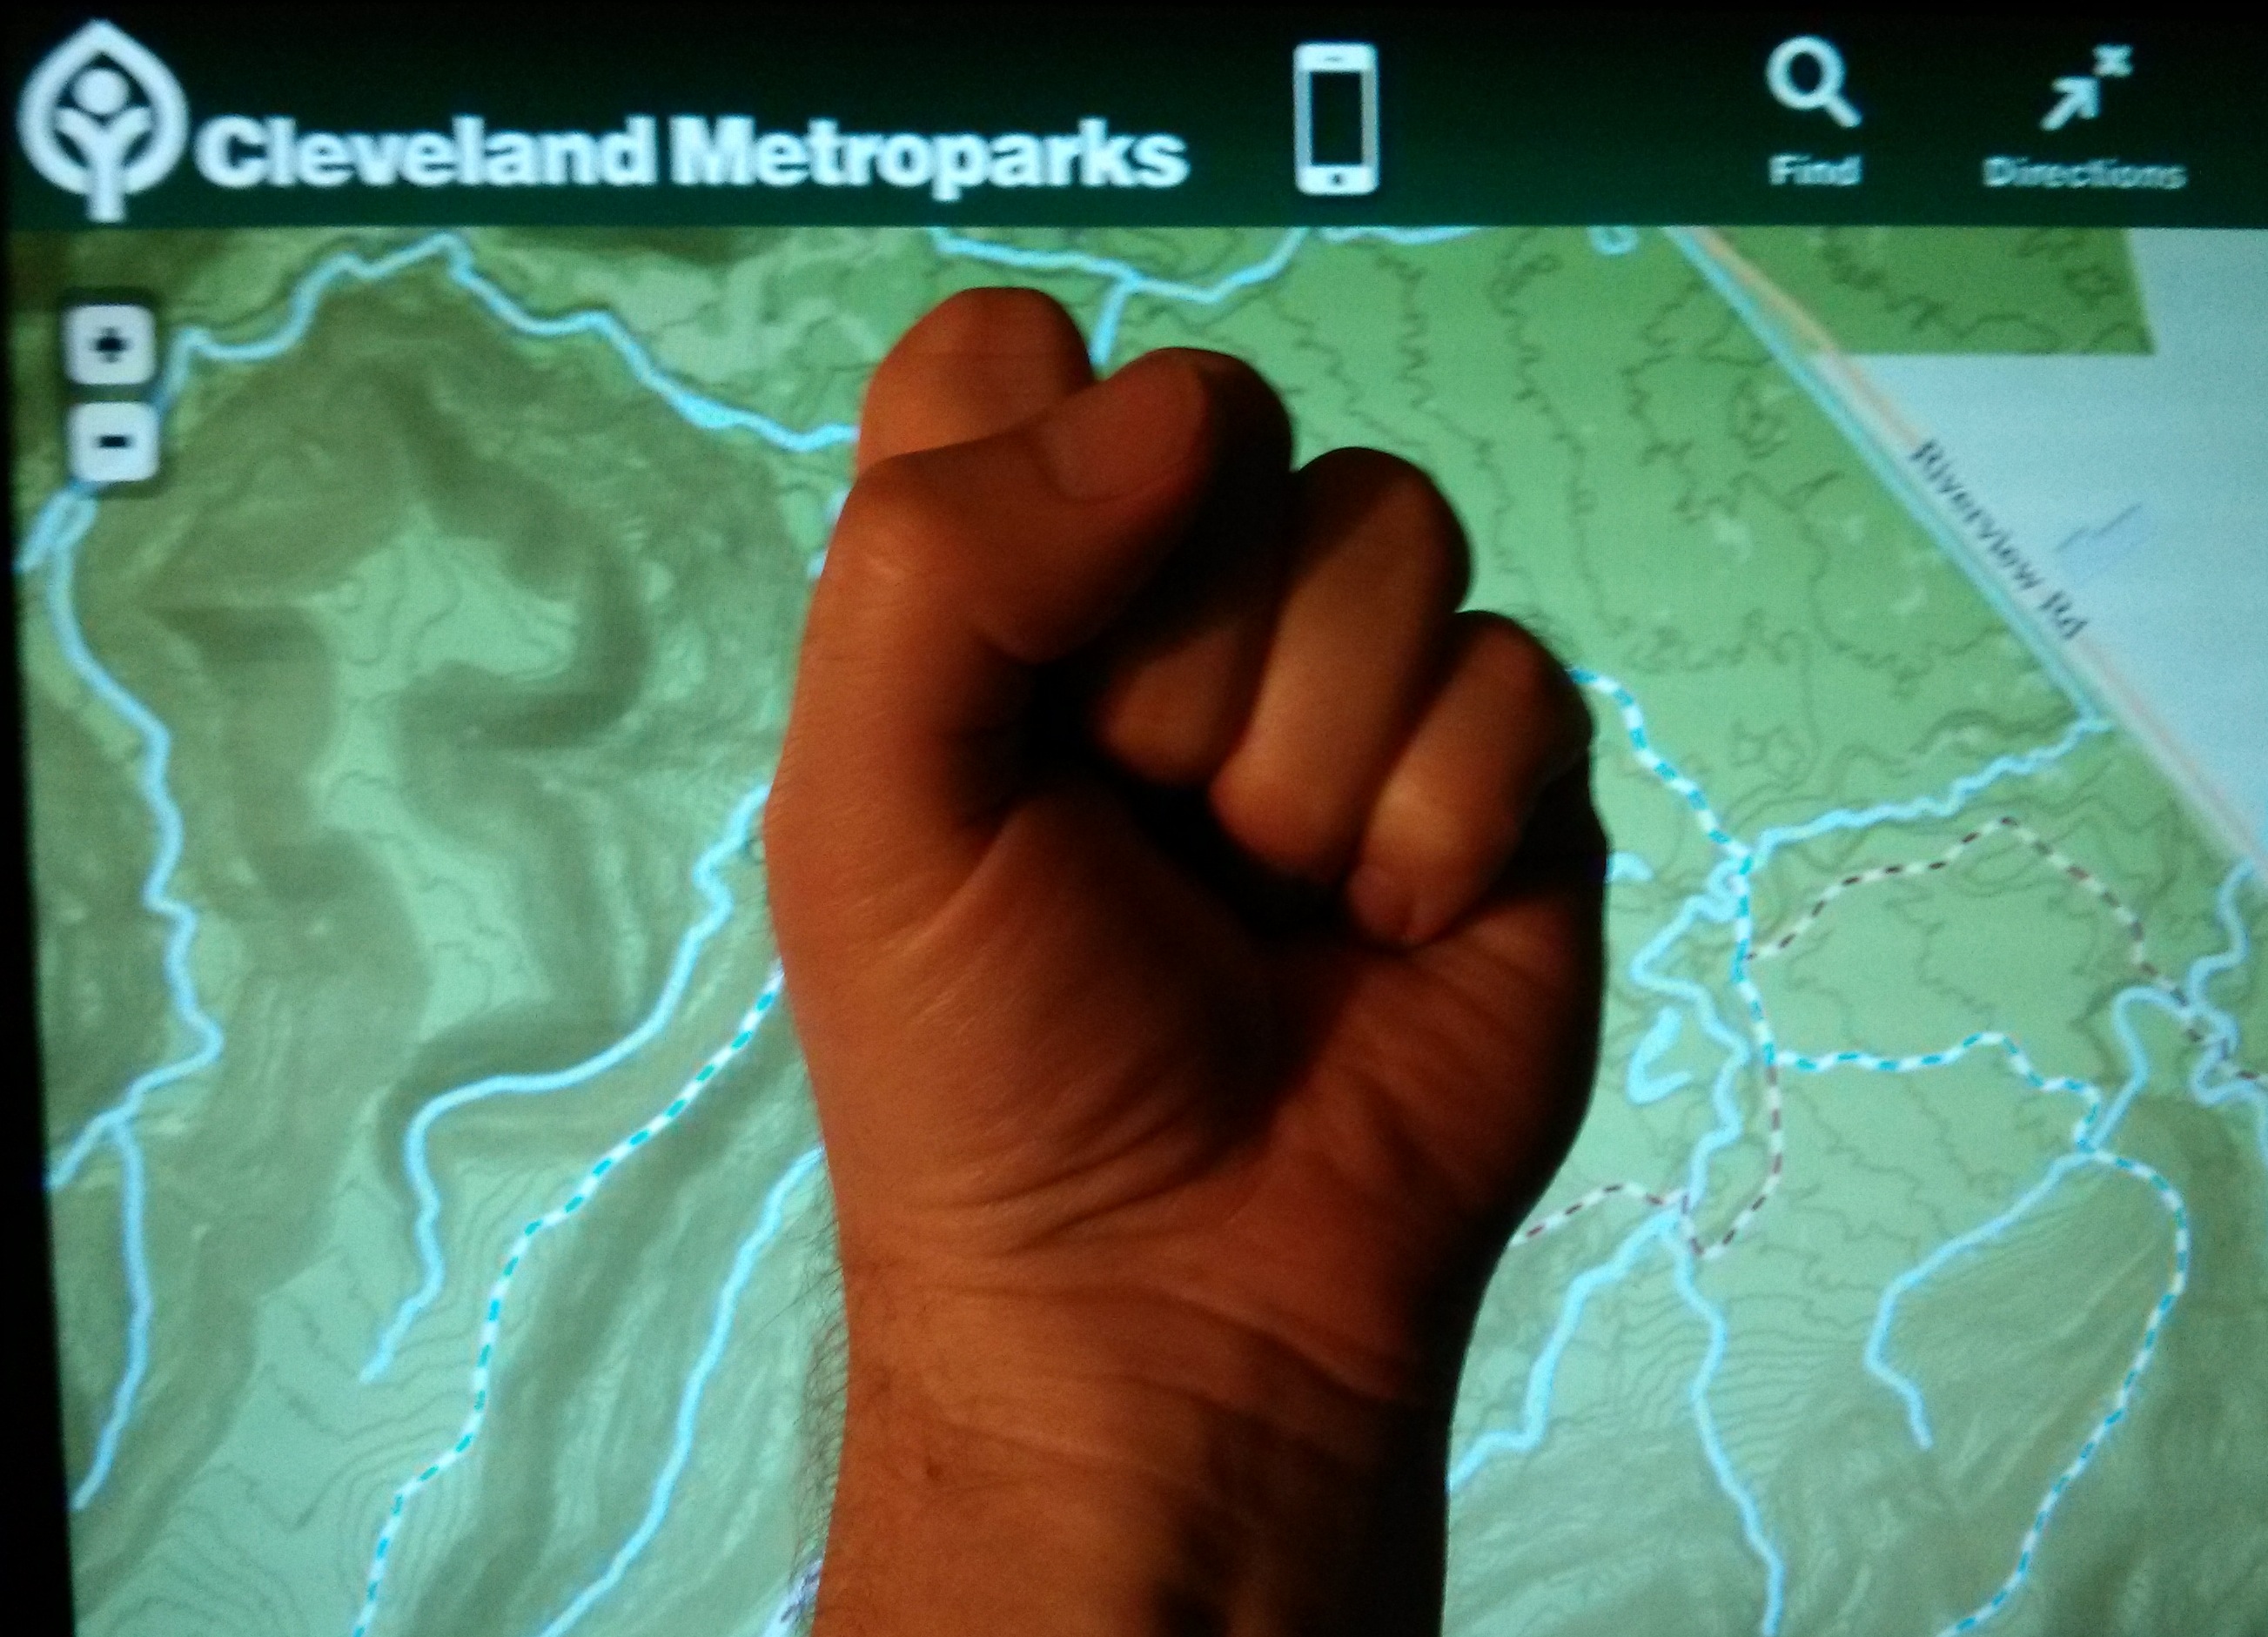 Cleveland Metroparks
Find
Directions
+
-
Riverview Rd